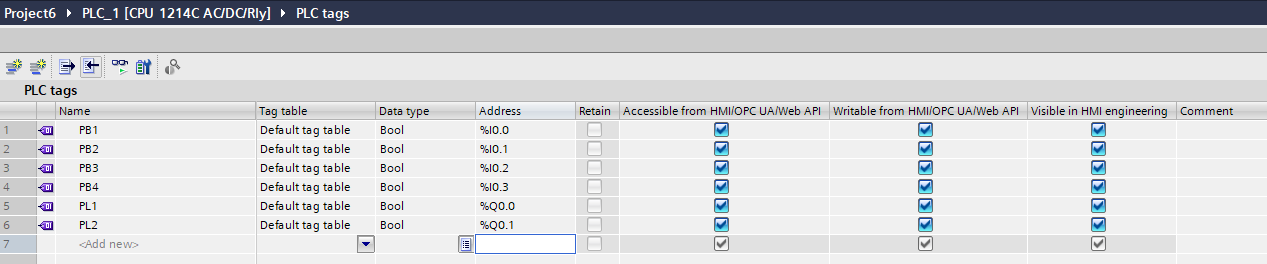 Project6 ▸ PLC_1 [CPU 1214C AC/DC/Rly] ▸ PLC tags
PLC tags
Name Tag table Data type Address Retain Accessible from HMI/OPC UA/Web API Writable from HMI/OPC UA/Web API Visible in HMI engineering Comment
1 PB1 Default tag table Bool %I0.0
2 PB2 Default tag table Bool %I0.1
3 PB3 Default tag table Bool %I0.2
4 PB4 Default tag table Bool %I0.3
5 PL1 Default tag table Bool %Q0.0
6 PL2 Default tag table Bool %Q0.1
7 <Add new>